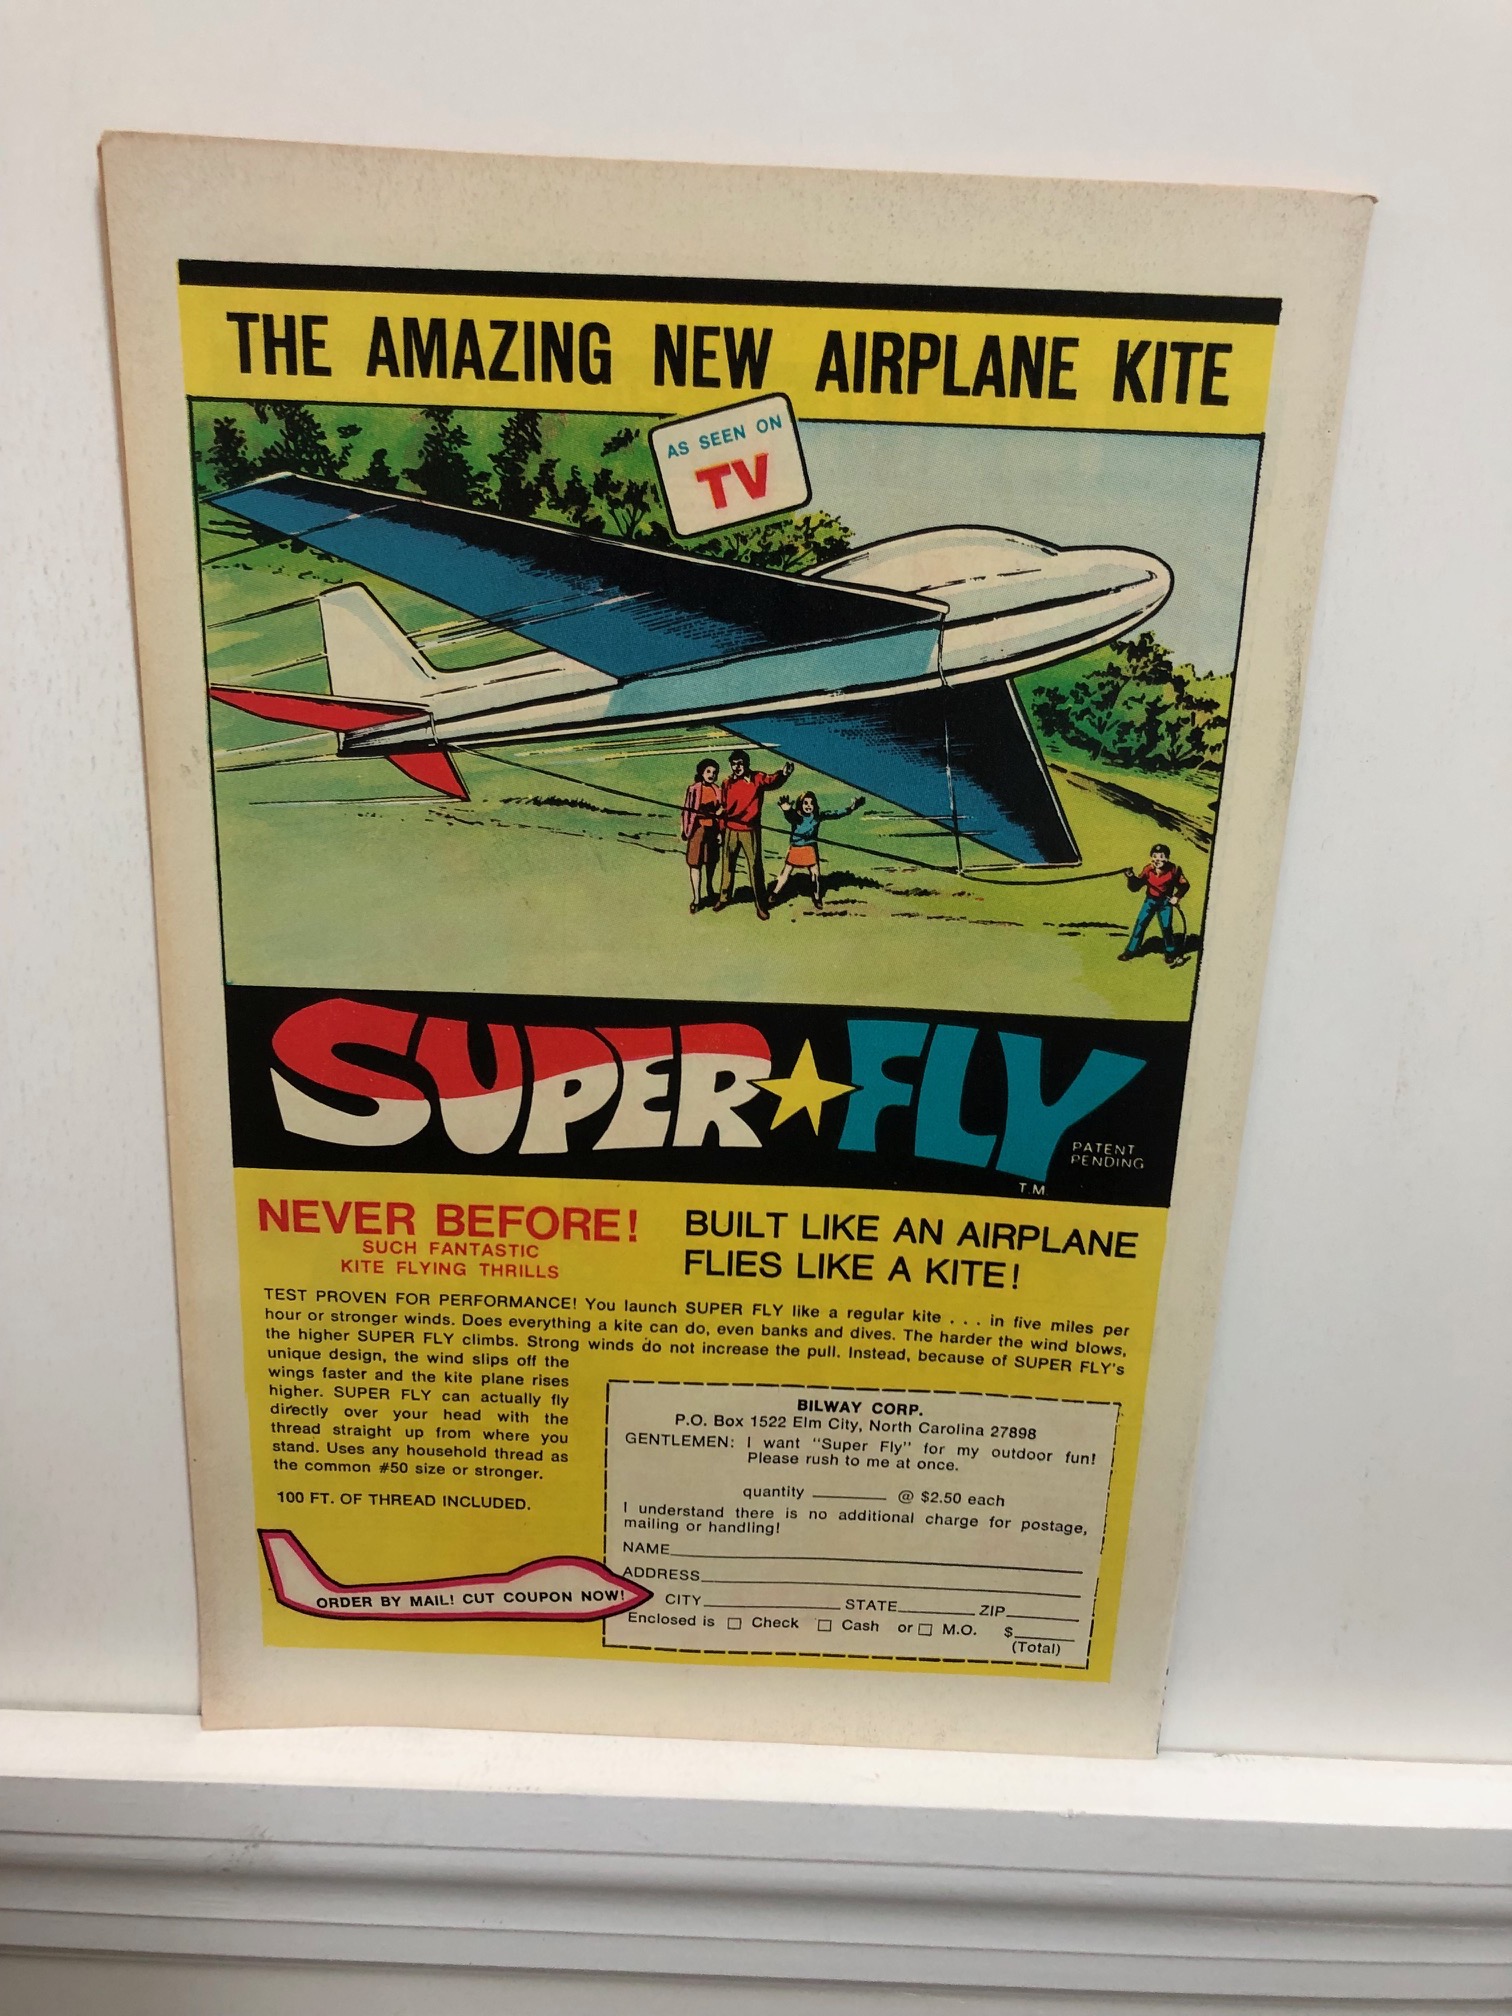 THE AMAZING NEW AIRPLANE KITE
AS SEEN ON
TV
SUPER★FLY
PATENT
PENDING
T.M.
NEVER BEFORE!
SUCH FANTASTIC
KITE FLYING THRILLS
BUILT LIKE AN AIRPLANE
FLIES LIKE A KITE!
TEST PROVEN FOR PERFORMANCE! You launch SUPER FLY like a regular kite . . . in five miles per
hour or stronger winds. Does everything a kite can do, even banks and dives. The harder the wind blows,
the higher SUPER FLY climbs. Strong winds do not increase the pull. Instead, because of SUPER FLY's
unique design, the wind slips off the
wings faster and the kite plane rises
higher. SUPER FLY can actually fly
directly over your head with the
thread straight up from where you
stand. Uses any household thread as
the common #50 size or stronger.
100 FT. OF THREAD INCLUDED.
ORDER BY MAIL! CUT COUPON NOW!
BILWAY CORP.
P.O. Box 1522 Elm City, North Carolina 27898
GENTLEMEN: I want "Super Fly" for my outdoor fun!
Please rush to me at once.
quantity ________ @ $2.50 each
I understand there is no additional charge for postage,
mailing or handling!
NAME________
ADDRESS________
CITY________ STATE________ ZIP________
Enclosed is □ Check □ Cash or □ M.O. $________
(Total)